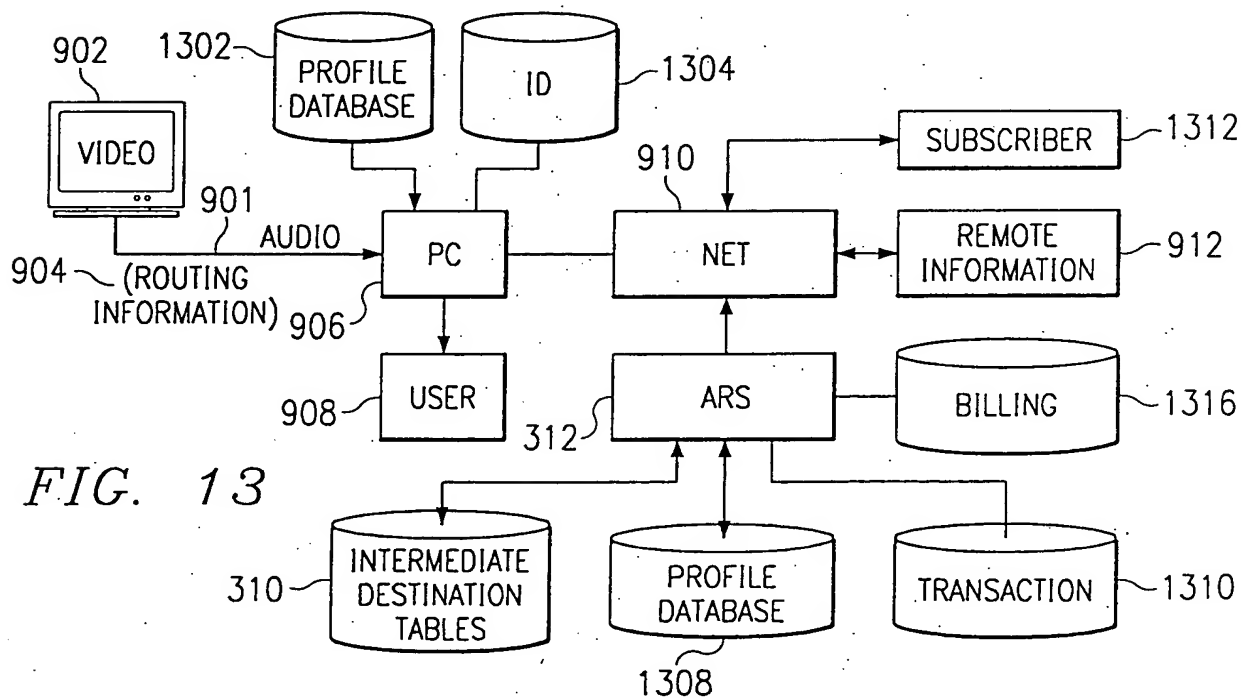 1302
PROFILE
DATABASE
ID
1304
902
VIDEO
901
AUDIO
904
(ROUTING
INFORMATION)
PC
906
910
NET
SUBSCRIBER
1312
REMOTE
INFORMATION
912
USER
908
ARS
312
BILLING
1316
FIG. 13
INTERMEDIATE
DESTINATION
TABLES
310
PROFILE
DATABASE
1308
TRANSACTION
1310